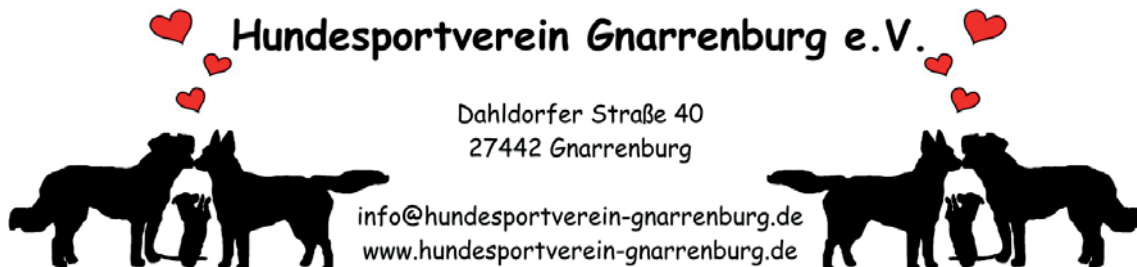 Hundesportverein Gnarrenburg e.V.
Dahldorfer Straße 40
27442 Gnarrenburg
info@hundesportverein-gnarrenburg.de
www.hundesportverein-gnarrenburg.de